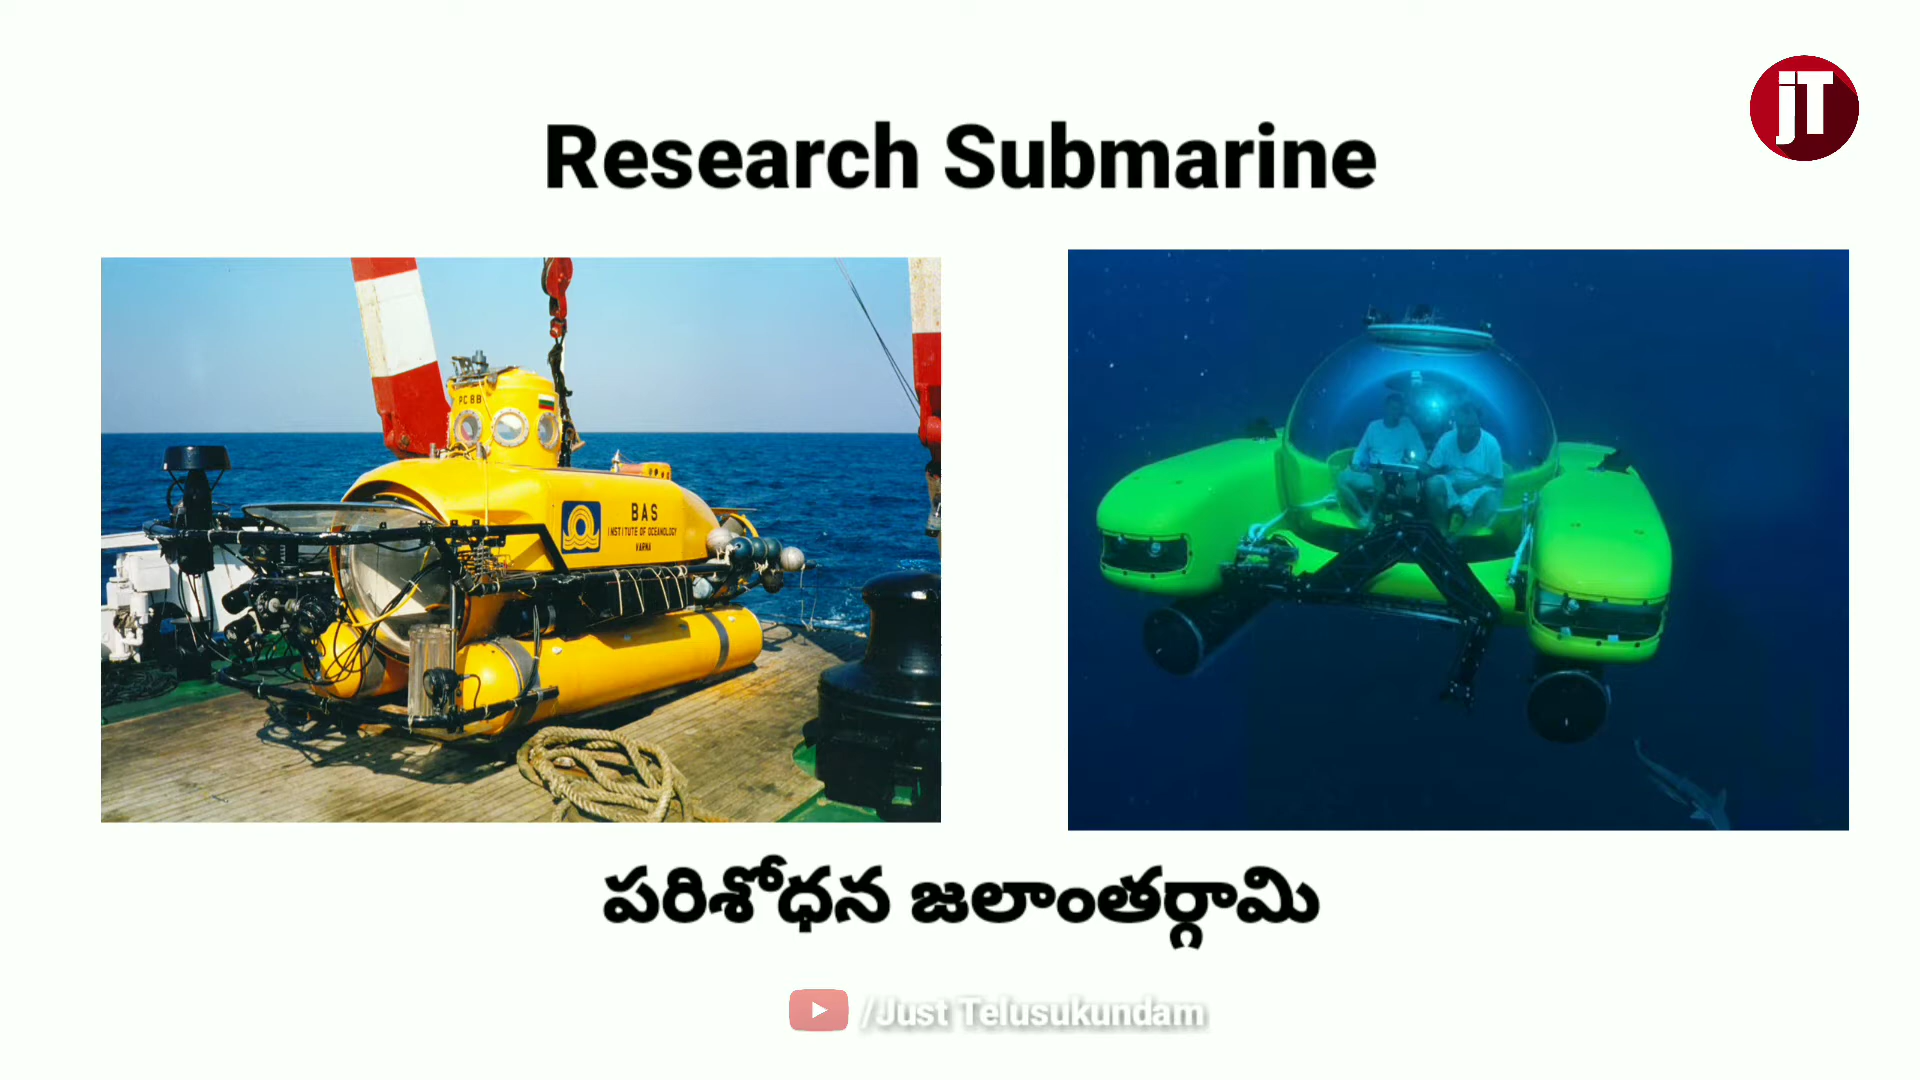 jT
Research Submarine
PC 8B
BAS
INSTITUTE OF OCEANOLOGY
VARNA
పరిశోధన జలాంతర్గామి
/Just Telusukundam